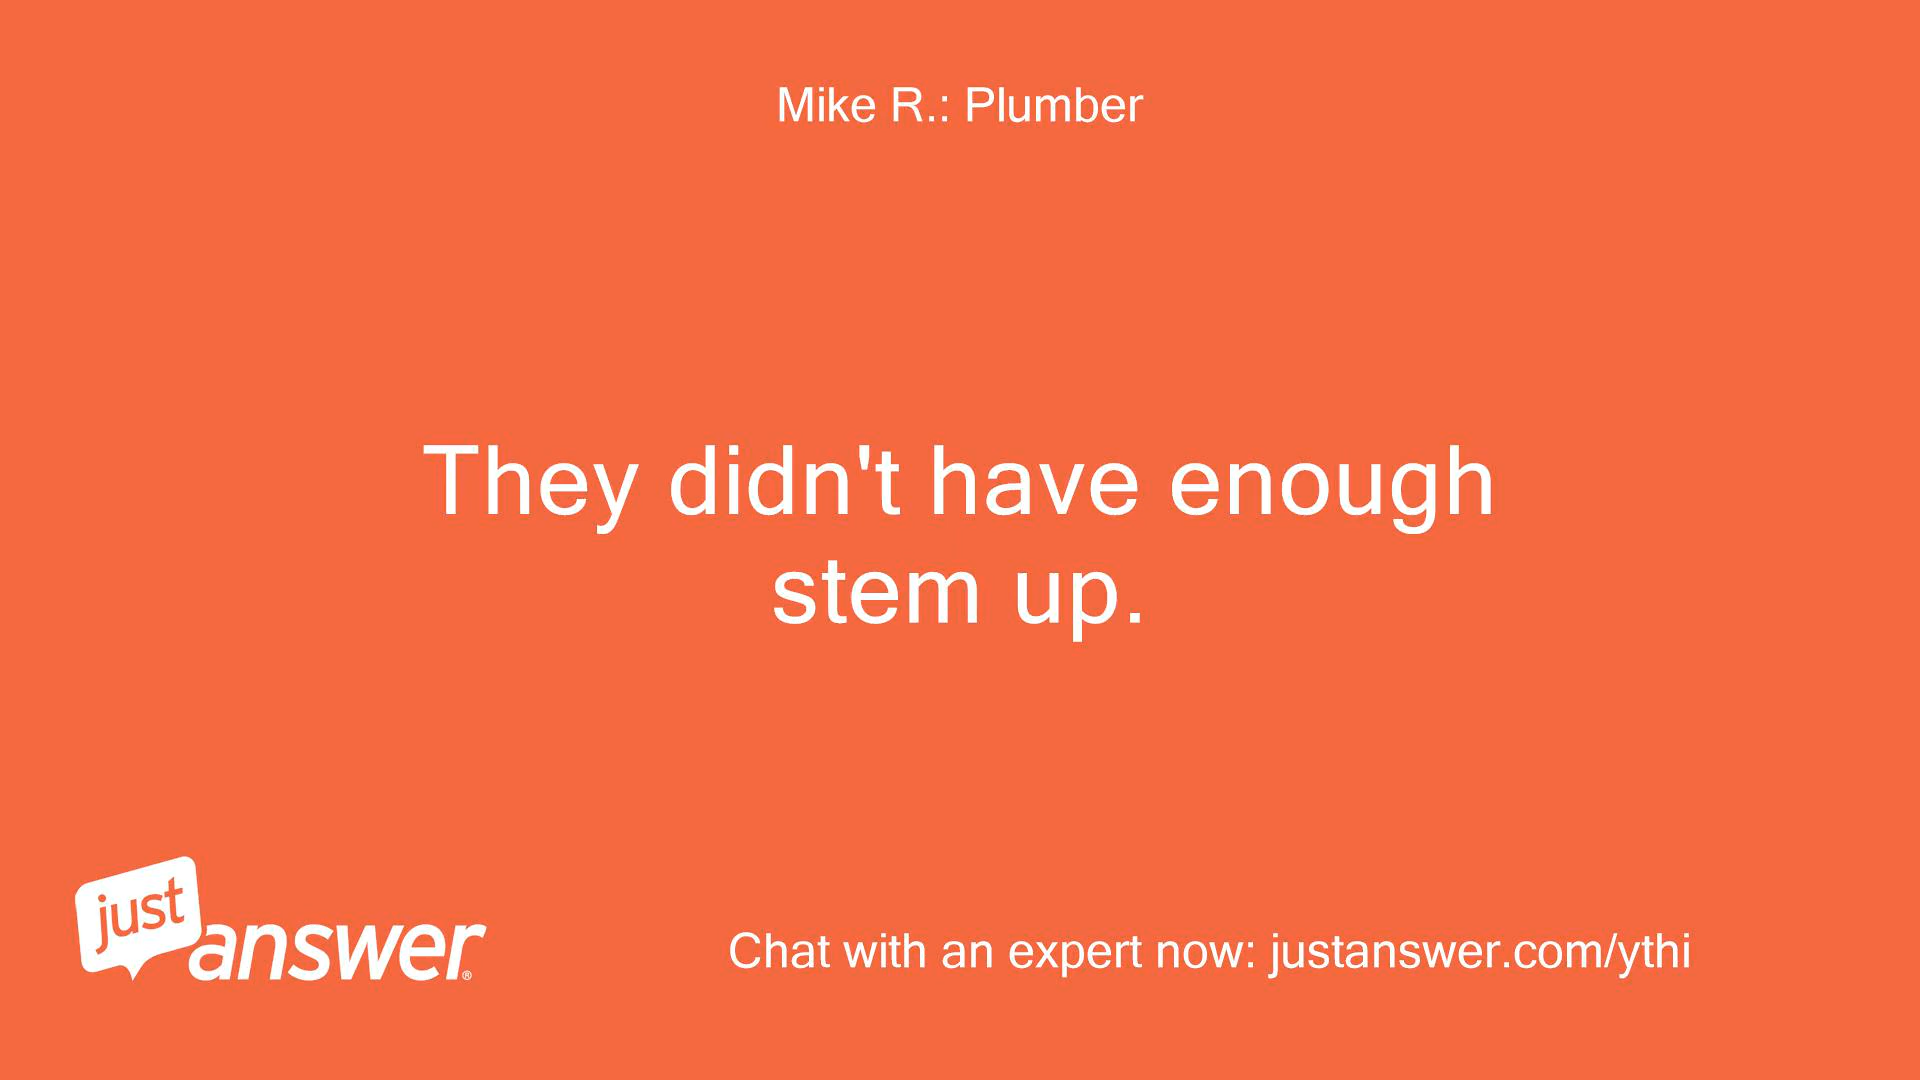 Mike R.: Plumber
They didn't have enough
stem up.
just
answer®
Chat with an expert now: justanswer.com/ythi